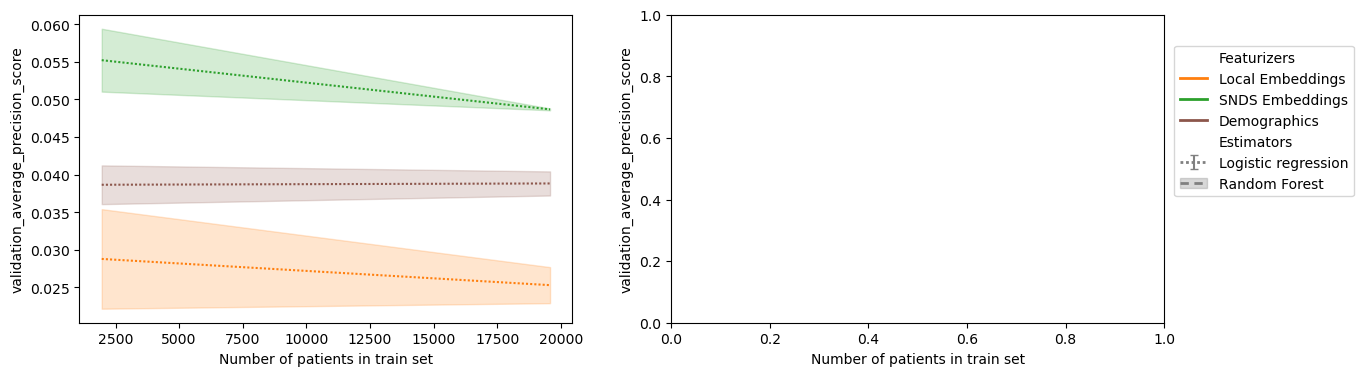 0.060
0.055
0.050
0.045
0.040
0.035
0.030
0.025
validation_average_precision_score
2500 5000 7500 10000 12500 15000 17500 20000
Number of patients in train set
1.0
0.8
0.6
0.4
0.2
0.0
validation_average_precision_score
0.0 0.2 0.4 0.6 0.8 1.0
Number of patients in train set
Featurizers
Local Embeddings
SNDS Embeddings
Demographics
Estimators
Logistic regression
Random Forest